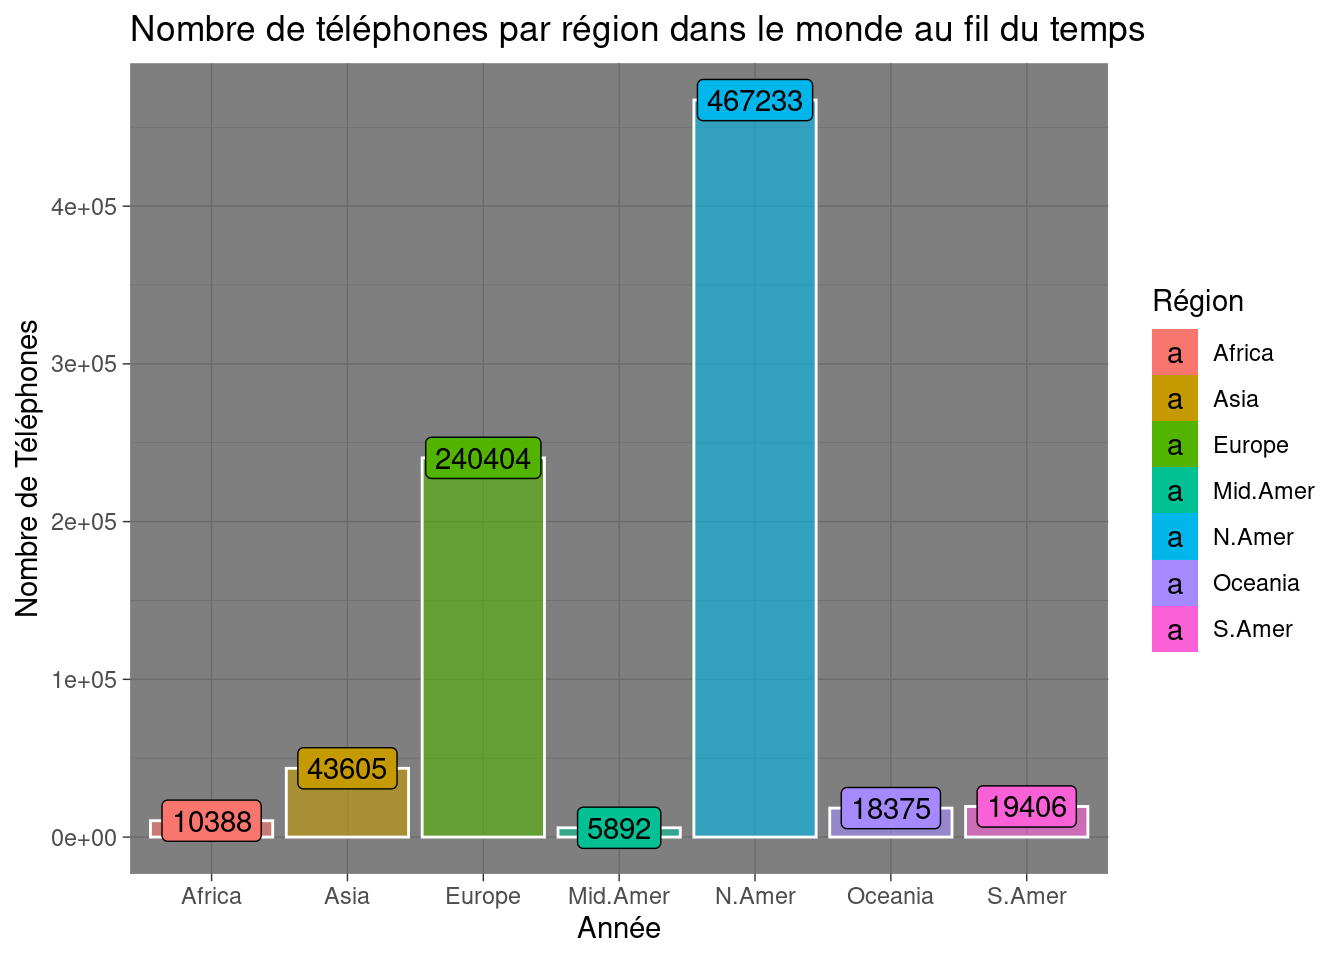 Nombre de téléphones par région dans le monde au fil du temps
Nombre de Téléphones
4e+05
3e+05
2e+05
1e+05
0e+00
10388
43605
240404
5892
467233
18375
19406
Africa
Asia
Europe
Mid.Amer
N.Amer
Oceania
S.Amer
Année
Région
a Africa
a Asia
a Europe
a Mid.Amer
a N.Amer
a Oceania
a S.Amer